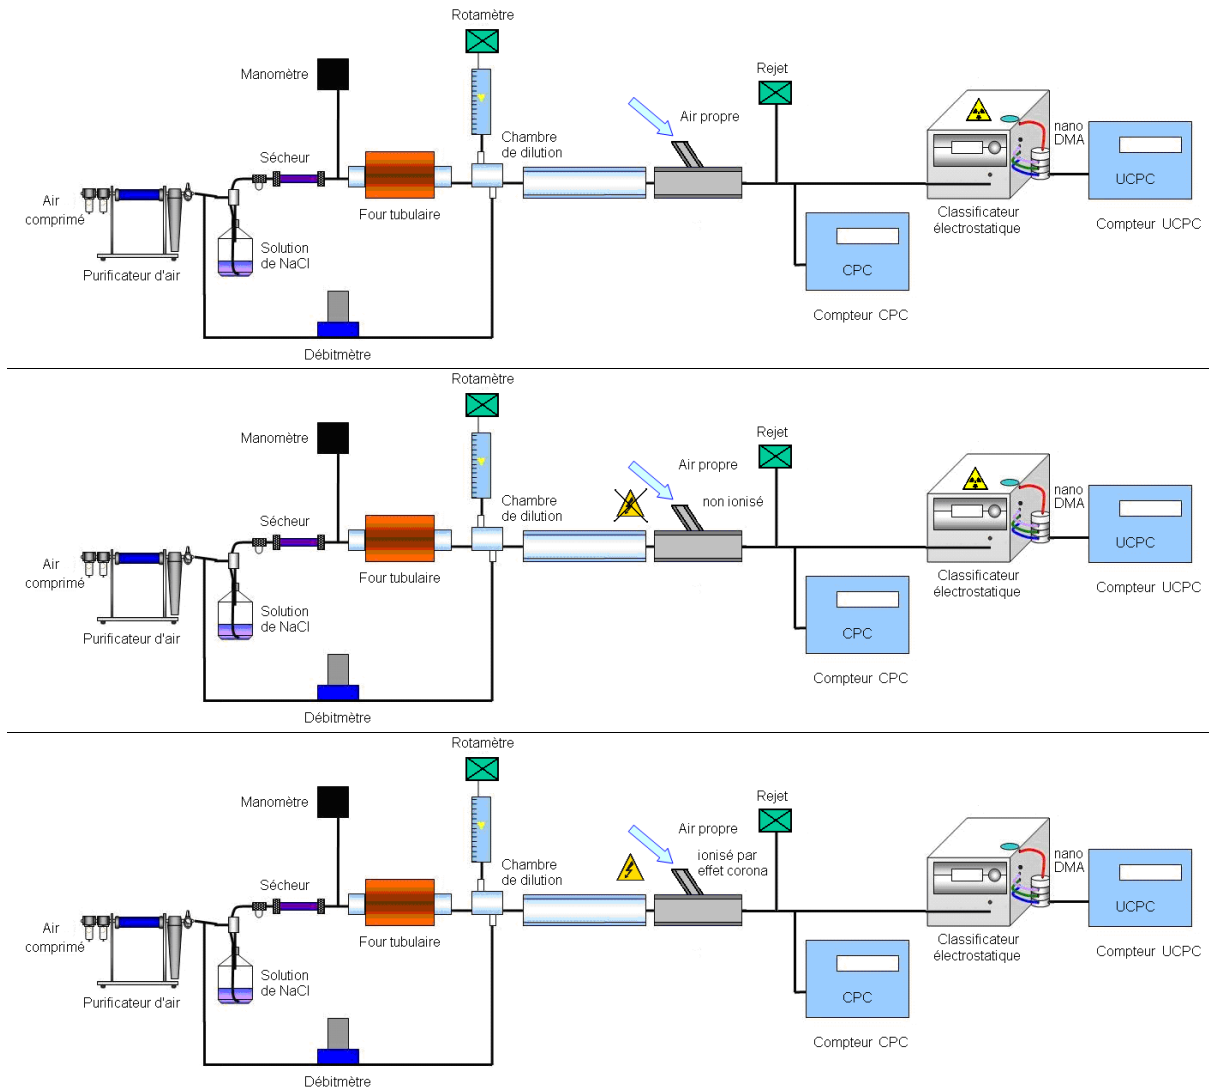 Rotamètre
Manomètre
Rejet
Air propre
nano
DMA
Chambre
de dilution
Sécheur
UCPC
Air
comprimé
Four tubulaire
Classificateur
électrostatique
Compteur UCPC
Solution
de NaCl
Purificateur d'air
CPC
Compteur CPC
Débitmètre
Rotamètre
Manomètre
Rejet
Air propre
non ionisé
nano
DMA
Chambre
de dilution
Sécheur
UCPC
Air
comprimé
Four tubulaire
Classificateur
électrostatique
Compteur UCPC
Solution
de NaCl
Purificateur d'air
CPC
Compteur CPC
Débitmètre
Rotamètre
Manomètre
Rejet
Air propre
ionisé par
effet corona
nano
DMA
Chambre
de dilution
Sécheur
UCPC
Air
comprimé
Four tubulaire
Classificateur
électrostatique
Compteur UCPC
Solution
de NaCl
Purificateur d'air
CPC
Compteur CPC
Débitmètre